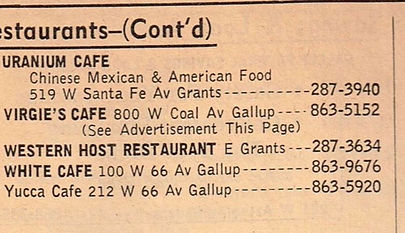 estaurants–(Cont'd)
URANIUM CAFE
Chinese Mexican & American Food
519 W Santa Fe Av Grants----------287-3940
VIRGIE'S CAFE 800 W Coal Av Gallup---- 863-5152
(See Advertisement This Page)
WESTERN HOST RESTAURANT E Grants---287-3634
WHITE CAFE 100 W 66 Av Gallup--------863-9676
Yucca Cafe 212 W 66 Av Gallup---------863-5920